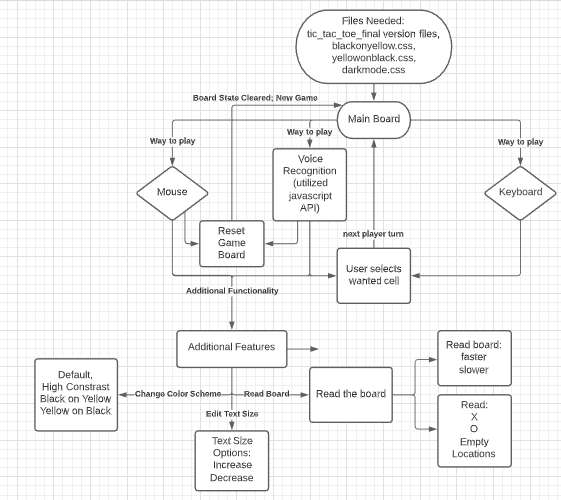 Files Needed:
tic_tac_toe_final version files,
blackonyellow.css,
yellowonblack.css,
darkmode.css
Board State Cleared; New Game
Main Board
Way to play
Way to play
Way to play
Mouse
Voice
Recognition
(utilized
javascript
API)
Keyboard
Reset
Game
Board
next player turn
User selects
wanted cell
Additional Functionality
Additional Features
Read board:
faster
slower
Default,
High Constrast
Black on Yellow
Yellow on Black
Change Color Scheme
Read Board
Read the board
Edit Text Size
Read:
X
O
Empty
Locations
Text Size
Options:
Increase
Decrease